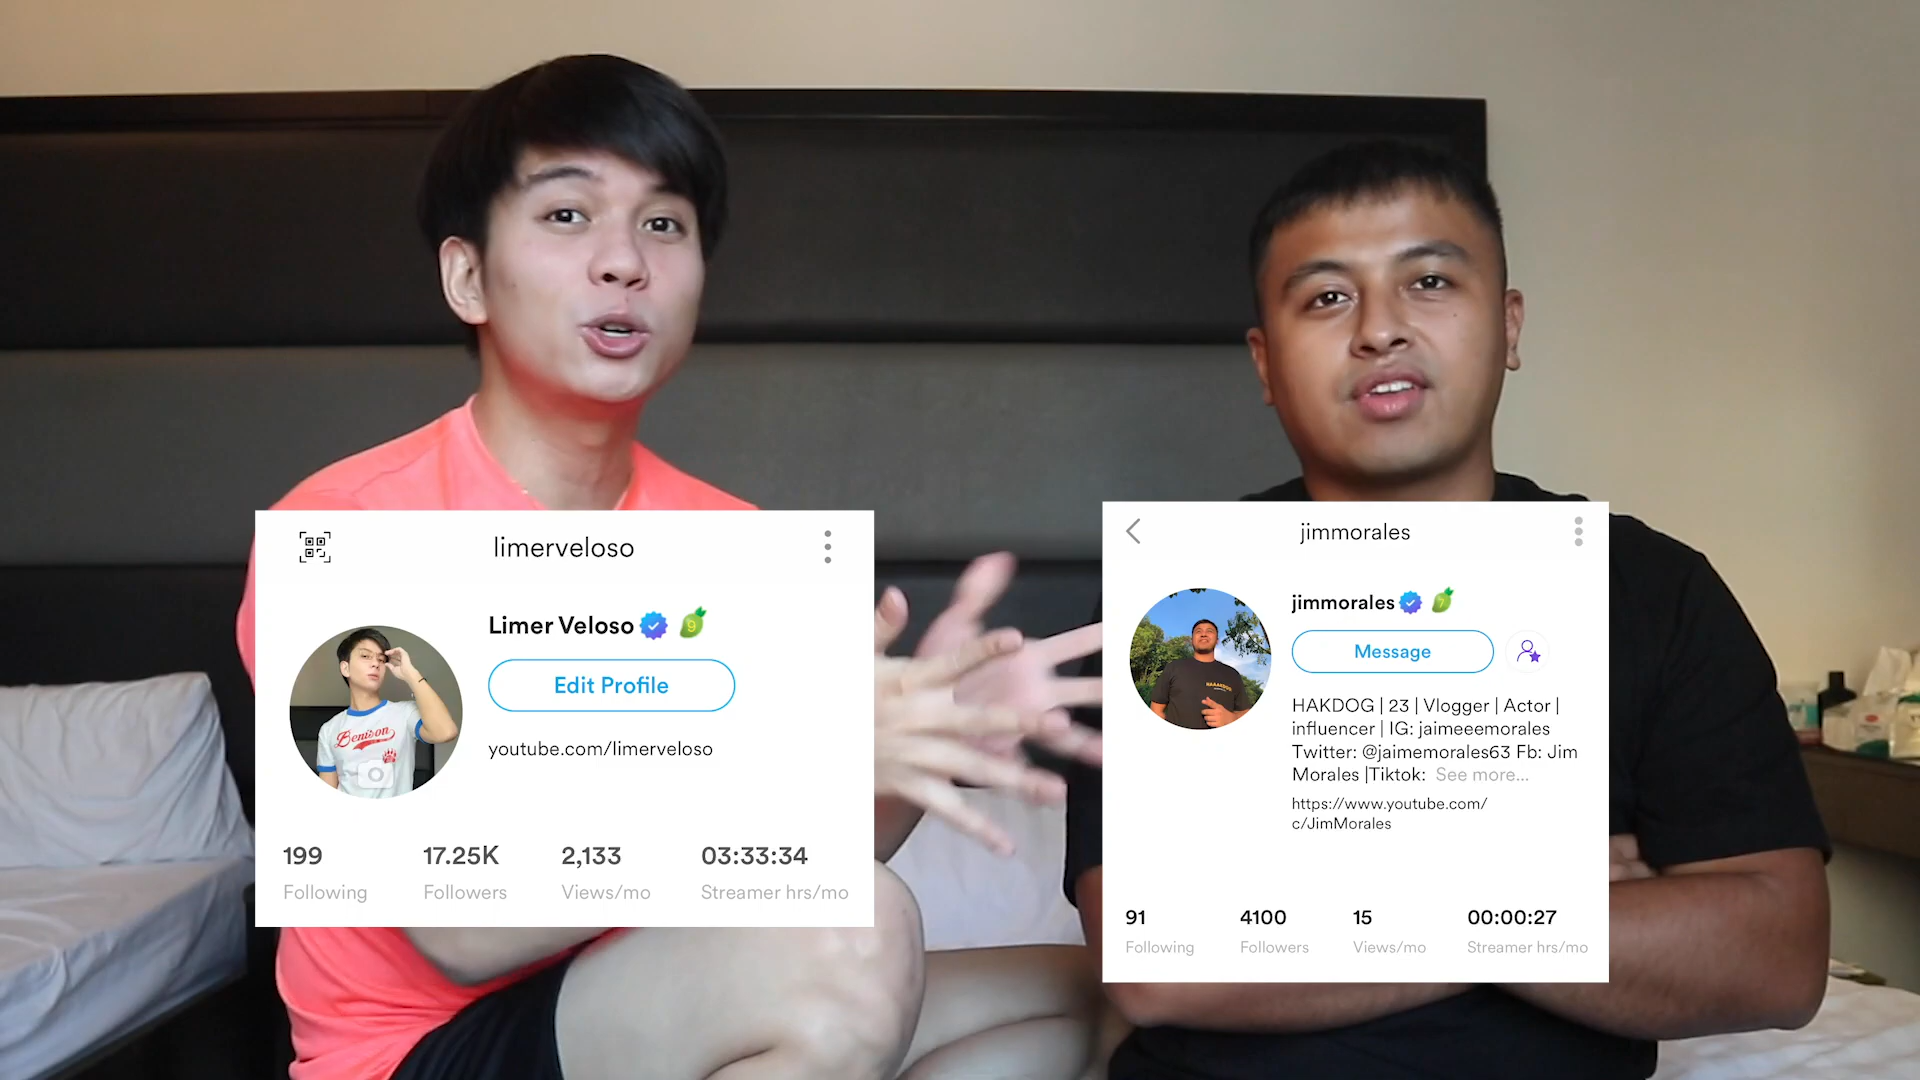 limerveloso
Limer Veloso
9
Edit Profile
youtube.com/limerveloso
Benison
199
17.25K
2,133
03:33:34
Following
Followers
Views/mo
Streamer hrs/mo
jimmorales
jimmorales
7
Message
HAKDOG | 23 | Vlogger | Actor |
influencer | IG: jaimeeemorales
Twitter: @jaimemorales63 Fb: Jim
Morales |Tiktok: See more...
https://www.youtube.com/
c/JimMorales
91
4100
15
00:00:27
Following
Followers
Views/mo
Streamer hrs/mo